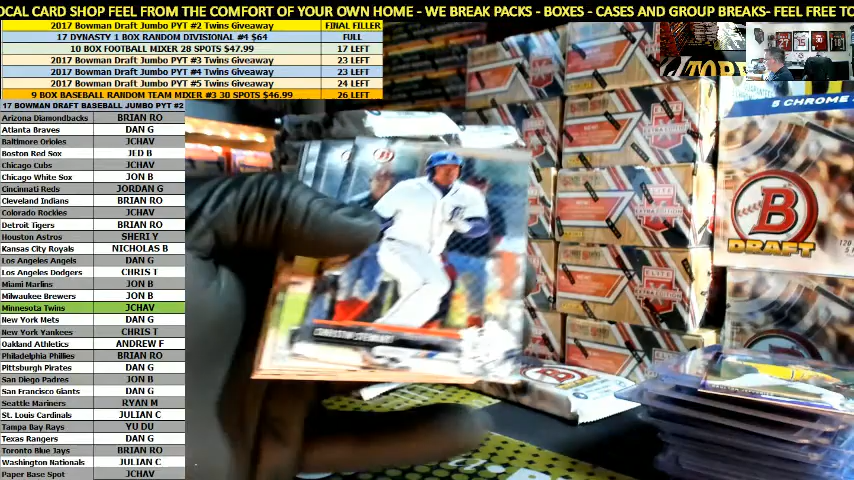 OCAL CARD SHOP FEEL FROM THE COMFORT OF YOUR OWN HOME - WE BREAK PACKS - BOXES - CASES AND GROUP BREAKS- FEEL FREE TO
2017 Bowman Draft Jumbo PYT #2 Twins Giveaway FINAL FILLER
17 DYNASTY 1 BOX RANDOM DIVISIONAL #4 $64 FULL
10 BOX FOOTBALL MIXER 28 SPOTS $47.99 17 LEFT
2017 Bowman Draft Jumbo PYT #3 Twins Giveaway 23 LEFT
2017 Bowman Draft Jumbo PYT #4 Twins Giveaway 23 LEFT
2017 Bowman Draft Jumbo PYT #5 Twins Giveaway 24 LEFT
9 BOX BASEBALL RANDOM TEAM MIXER #3 30 SPOTS $46.99 26 LEFT
17 BOWMAN DRAFT BASEBALL JUMBO PYT #2
Arizona Diamondbacks BRIAN RO
Atlanta Braves DAN G
Baltimore Orioles JCHAV
Boston Red Sox JED B
Chicago Cubs JCHAV
Chicago White Sox JON B
Cincinnati Reds JORDAN G
Cleveland Indians BRIAN RO
Colorado Rockies JCHAV
Detroit Tigers BRIAN RO
Houston Astros SHERI Y
Kansas City Royals NICHOLAS B
Los Angeles Angels DAN G
Los Angeles Dodgers CHRIS T
Miami Marlins JON B
Milwaukee Brewers JON B
Minnesota Twins JCHAV
New York Mets DAN G
New York Yankees CHRIS T
Oakland Athletics ANDREW F
Philadelphia Phillies BRIAN RO
Pittsburgh Pirates DAN G
San Diego Padres JON B
San Francisco Giants DAN G
Seattle Mariners RYAN M
St. Louis Cardinals JULIAN C
Tampa Bay Rays YU DU
Texas Rangers DAN G
Toronto Blue Jays BRIAN RO
Washington Nationals JULIAN C
Paper Base Spot JCHAV
5 CHROME
B
DRAFT
ELITE
EXTRA EDITION
CHRISTIN STEWART